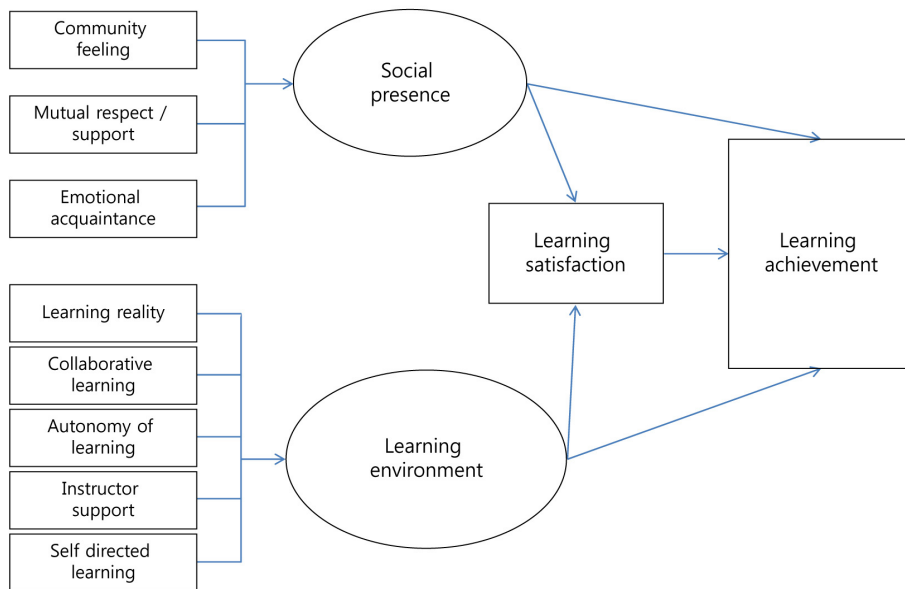 Community
feeling
Mutual respect /
support
Emotional
acquaintance
Social
presence
Learning
satisfaction
Learning
achievement
Learning reality
Collaborative
learning
Autonomy of
learning
Instructor
support
Self directed
learning
Learning
environment